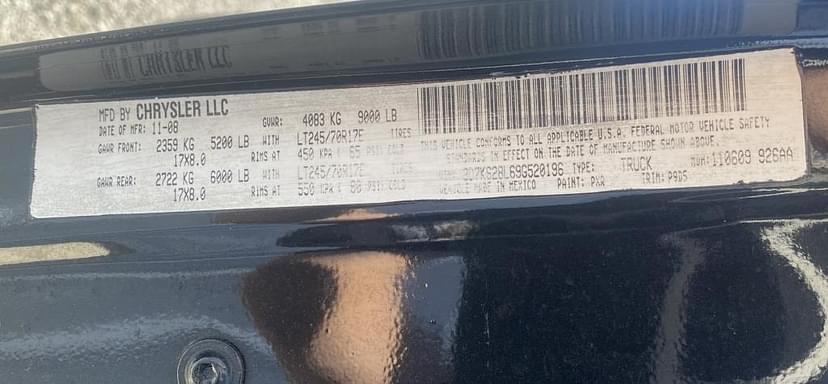 MFD BY CHRYSLER LLC
DATE OF MFR: 11-08 GVWR: 4083 KG 9000 LB
GAWR FRONT: 2359 KG 5200 LB WITH LT245/70R17E TIRES
17X8.0 RIMS AT 450 KPA ( 65 PSI) COLD
GAWR REAR: 2722 KG 6000 LB WITH LT245/70R17E TIRES
17X8.0 RIMS AT 550 KPA ( 80 PSI) COLD
THIS VEHICLE CONFORMS TO ALL APPLICABLE U.S.A. FEDERAL MOTOR VEHICLE SAFETY
STANDARDS IN EFFECT ON THE DATE OF MANUFACTURE SHOWN ABOVE.
VIN: 3D7KS28L69G520196 TYPE: TRUCK MDH: 110609 926AA
VEHICLE MADE IN MEXICO PAINT: PXR TRIM: P9D5